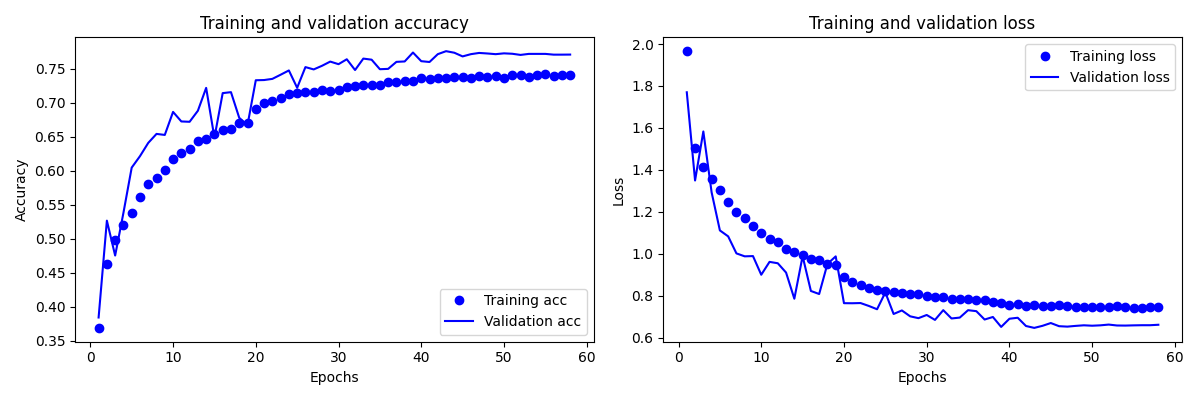 Training and validation accuracy
Accuracy
0.75
0.70
0.65
0.60
0.55
0.50
0.45
0.40
0.35
Training acc
Validation acc
0 10 20 30 40 50 60
Epochs
Training and validation loss
Loss
2.0
1.8
1.6
1.4
1.2
1.0
0.8
0.6
Training loss
Validation loss
0 10 20 30 40 50 60
Epochs